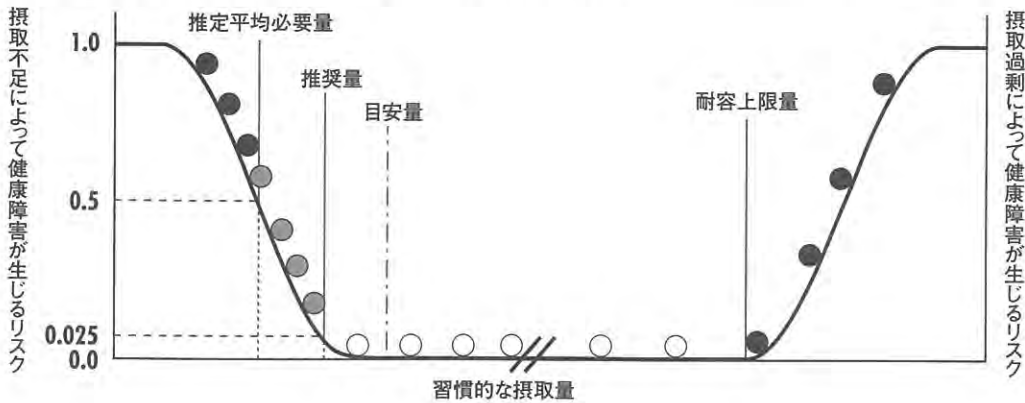 摂取不足によって健康障害が生じるリスク
推定平均必要量
推奨量
目安量
耐容上限量
1.0
0.5
0.025
0.0
習慣的な摂取量
摂取過剰によって健康障害が生じるリスク